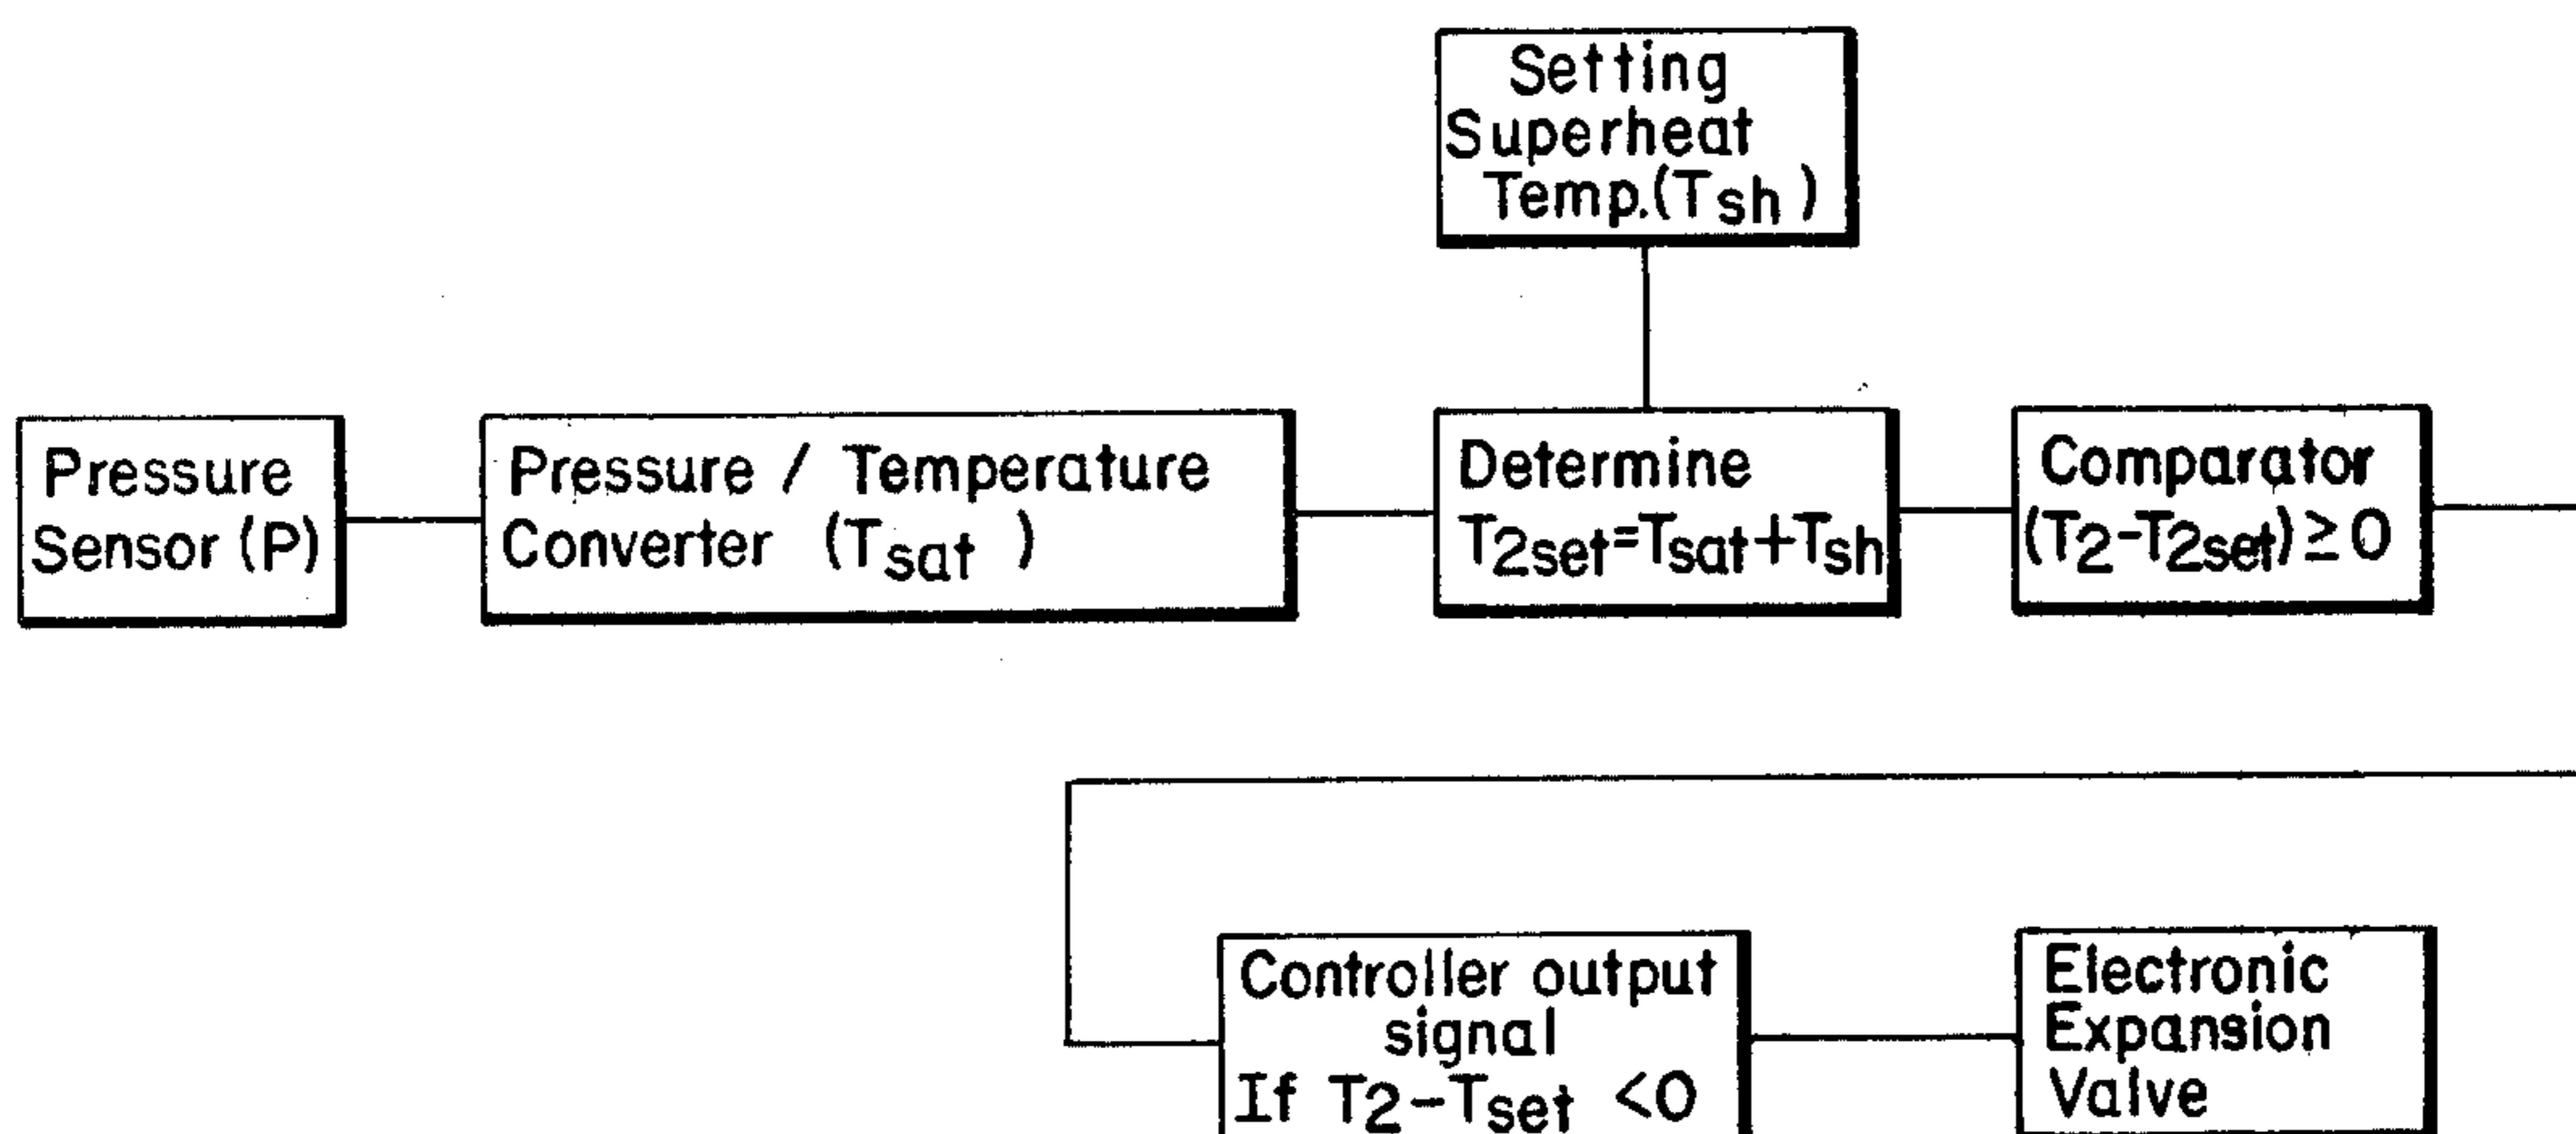 Setting
Superheat
Temp.(Tsh )
Pressure
Sensor (P)
Pressure / Temperature
Converter (Tsat )
Determine
T2set=Tsat+Tsh
Comparator
(T2-T2set)≥0
Controller output
signal
If T2-Tset <0
Electronic
Expansion
Valve